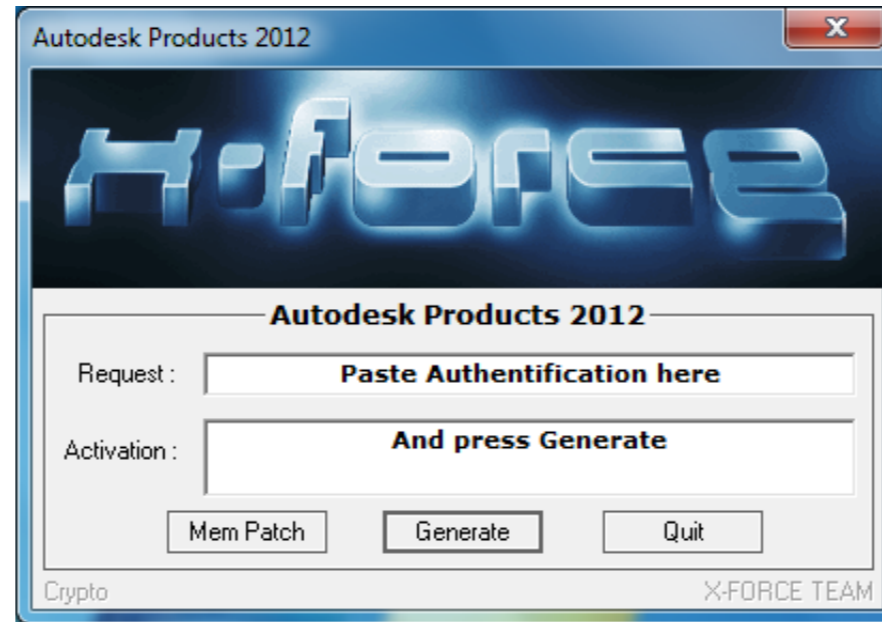 Autodesk Products 2012
x-force
Autodesk Products 2012
Request :
Paste Authentification here
Activation :
And press Generate
Mem Patch
Generate
Quit
Crypto
X-FORCE TEAM